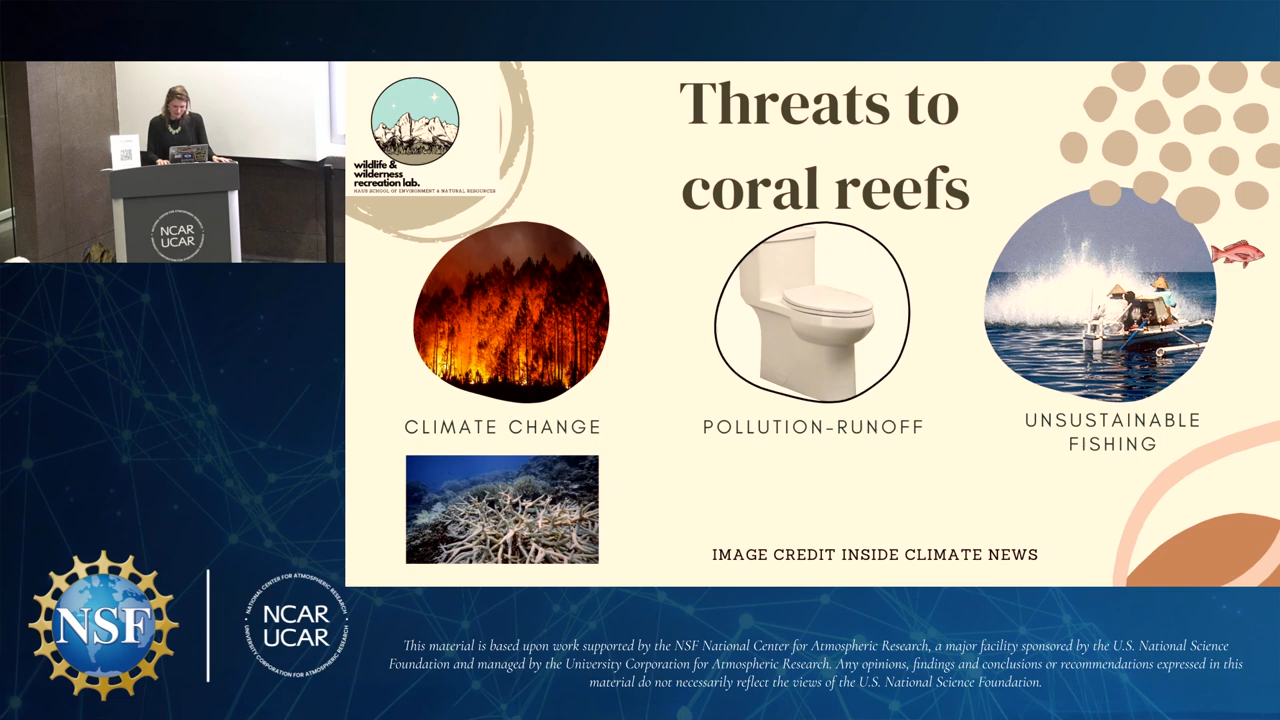 Threats to
coral reefs
wildlife &
wilderness
recreation lab.
HAUB SCHOOL OF ENVIRONMENT & NATURAL RESOURCES
NCAR
UCAR
CLIMATE CHANGE
POLLUTION-RUNOFF
UNSUSTAINABLE
FISHING
IMAGE CREDIT INSIDE CLIMATE NEWS
NSF
NATIONAL CENTER FOR ATMOSPHERIC RESEARCH
NCAR
UCAR
UNIVERSITY CORPORATION FOR ATMOSPHERIC RESEARCH
This material is based upon work supported by the NSF National Center for Atmospheric Research, a major facility sponsored by the U.S. National Science
Foundation and managed by the University Corporation for Atmospheric Research. Any opinions, findings and conclusions or recommendations expressed in this
material do not necessarily reflect the views of the U.S. National Science Foundation.